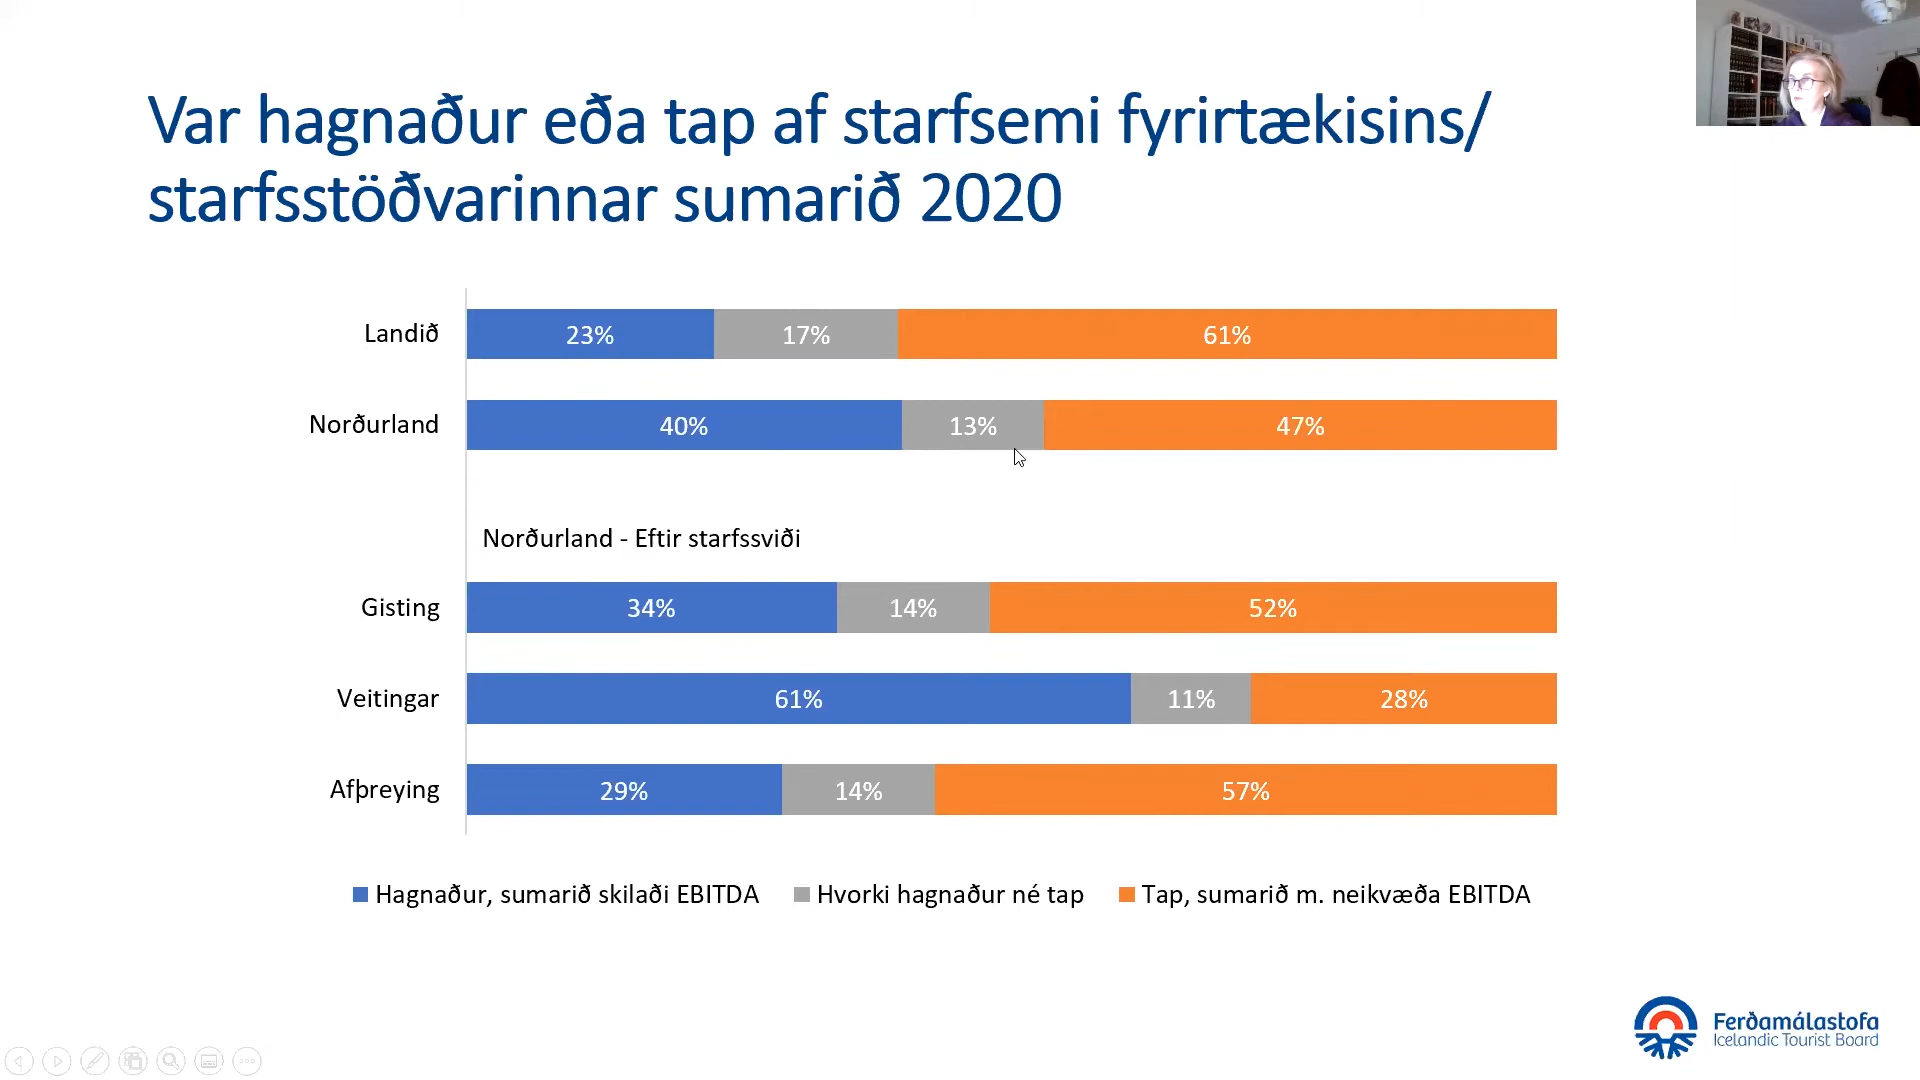 Var hagnaður eða tap af starfsemi fyrirtækisins/
starfsstöðvarinnar sumarið 2020
Landið 23% 17% 61%
Norðurland 40% 13% 47%
Norðurland - Eftir starfssviði
Gisting 34% 14% 52%
Veitingar 61% 11% 28%
Afþreying 29% 14% 57%
Hagnaður, sumarið skilaði EBITDA Hvorki hagnaður né tap Tap, sumarið m. neikvæða EBITDA
Ferðamálastofa
Icelandic Tourist Board